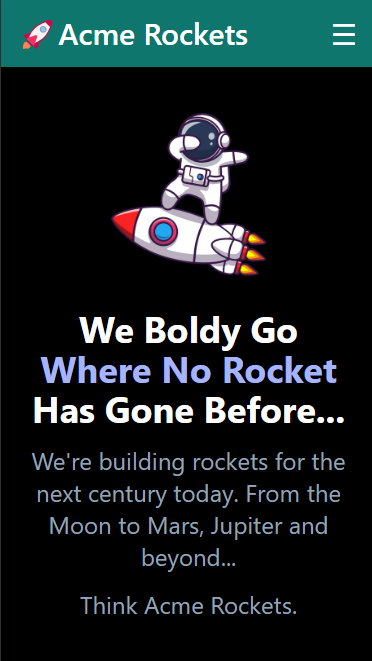 🚀 Acme Rockets ☰
We Boldy Go
Where No Rocket
Has Gone Before...
We're building rockets for the
next century today. From the
Moon to Mars, Jupiter and
beyond...
Think Acme Rockets.